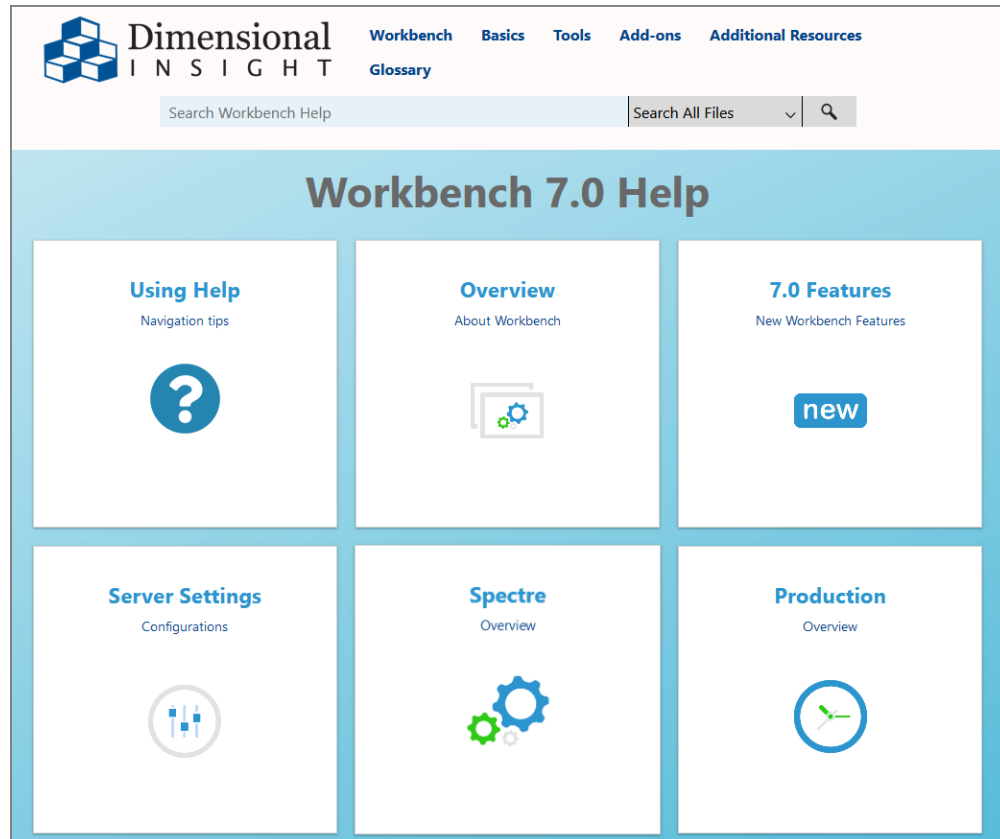 Dimensional
INSIGHT
Workbench Basics Tools Add-ons Additional Resources
Glossary
Search Workbench Help Search All Files
Workbench 7.0 Help
Using Help
Navigation tips
Overview
About Workbench
7.0 Features
New Workbench Features
?
new
Server Settings
Configurations
Spectre
Overview
Production
Overview